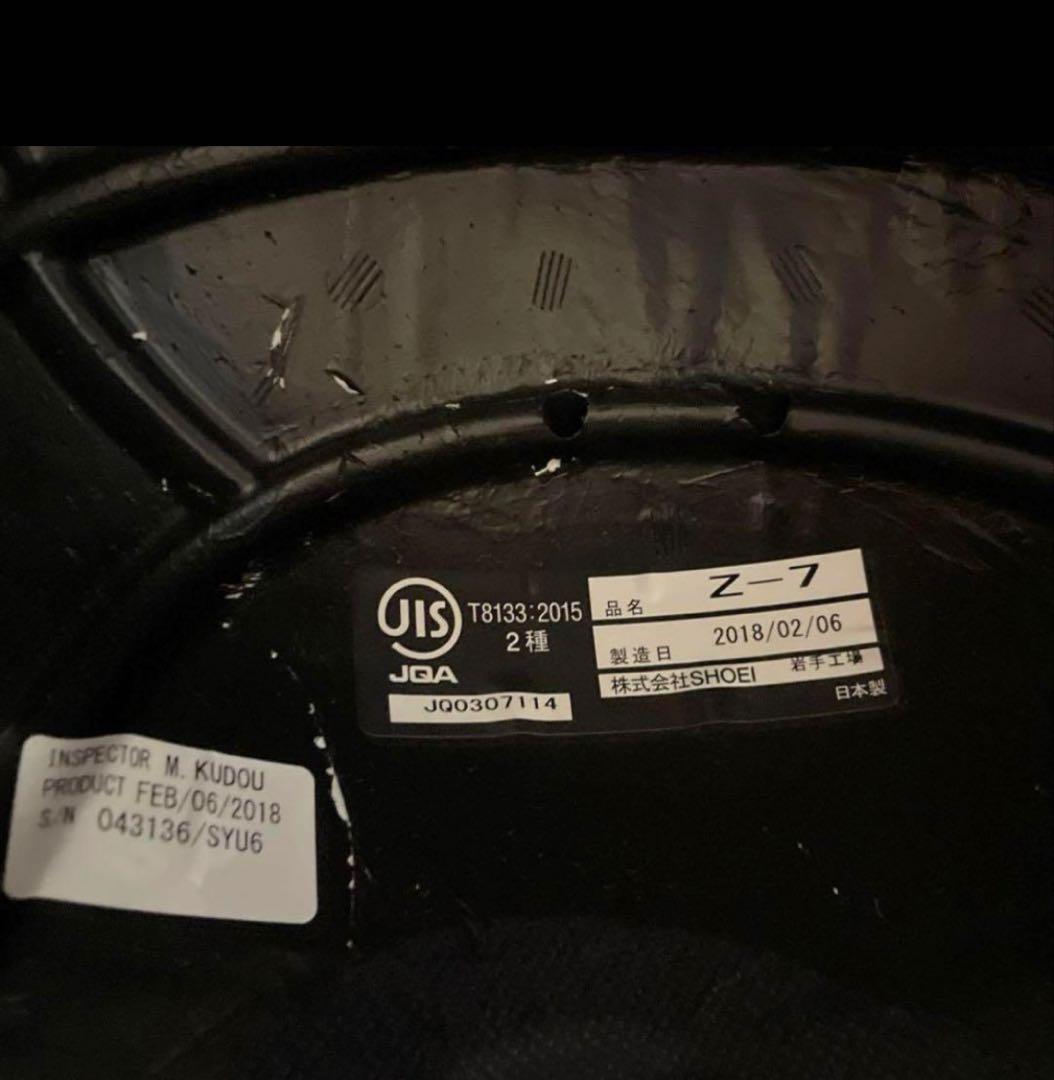 JIS
T8133:2015
2種
JQA
JQ0307114
品名 Z-7
製造日 2018/02/06
株式会社SHOEI 岩手工場
日本製
INSPECTOR M. KUDOU
PRODUCT FEB/06/2018
S/N 043136/SYU6